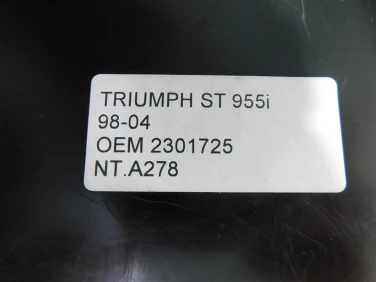 TRIUMPH ST 955i
98-04
OEM 2301725
NT.A278